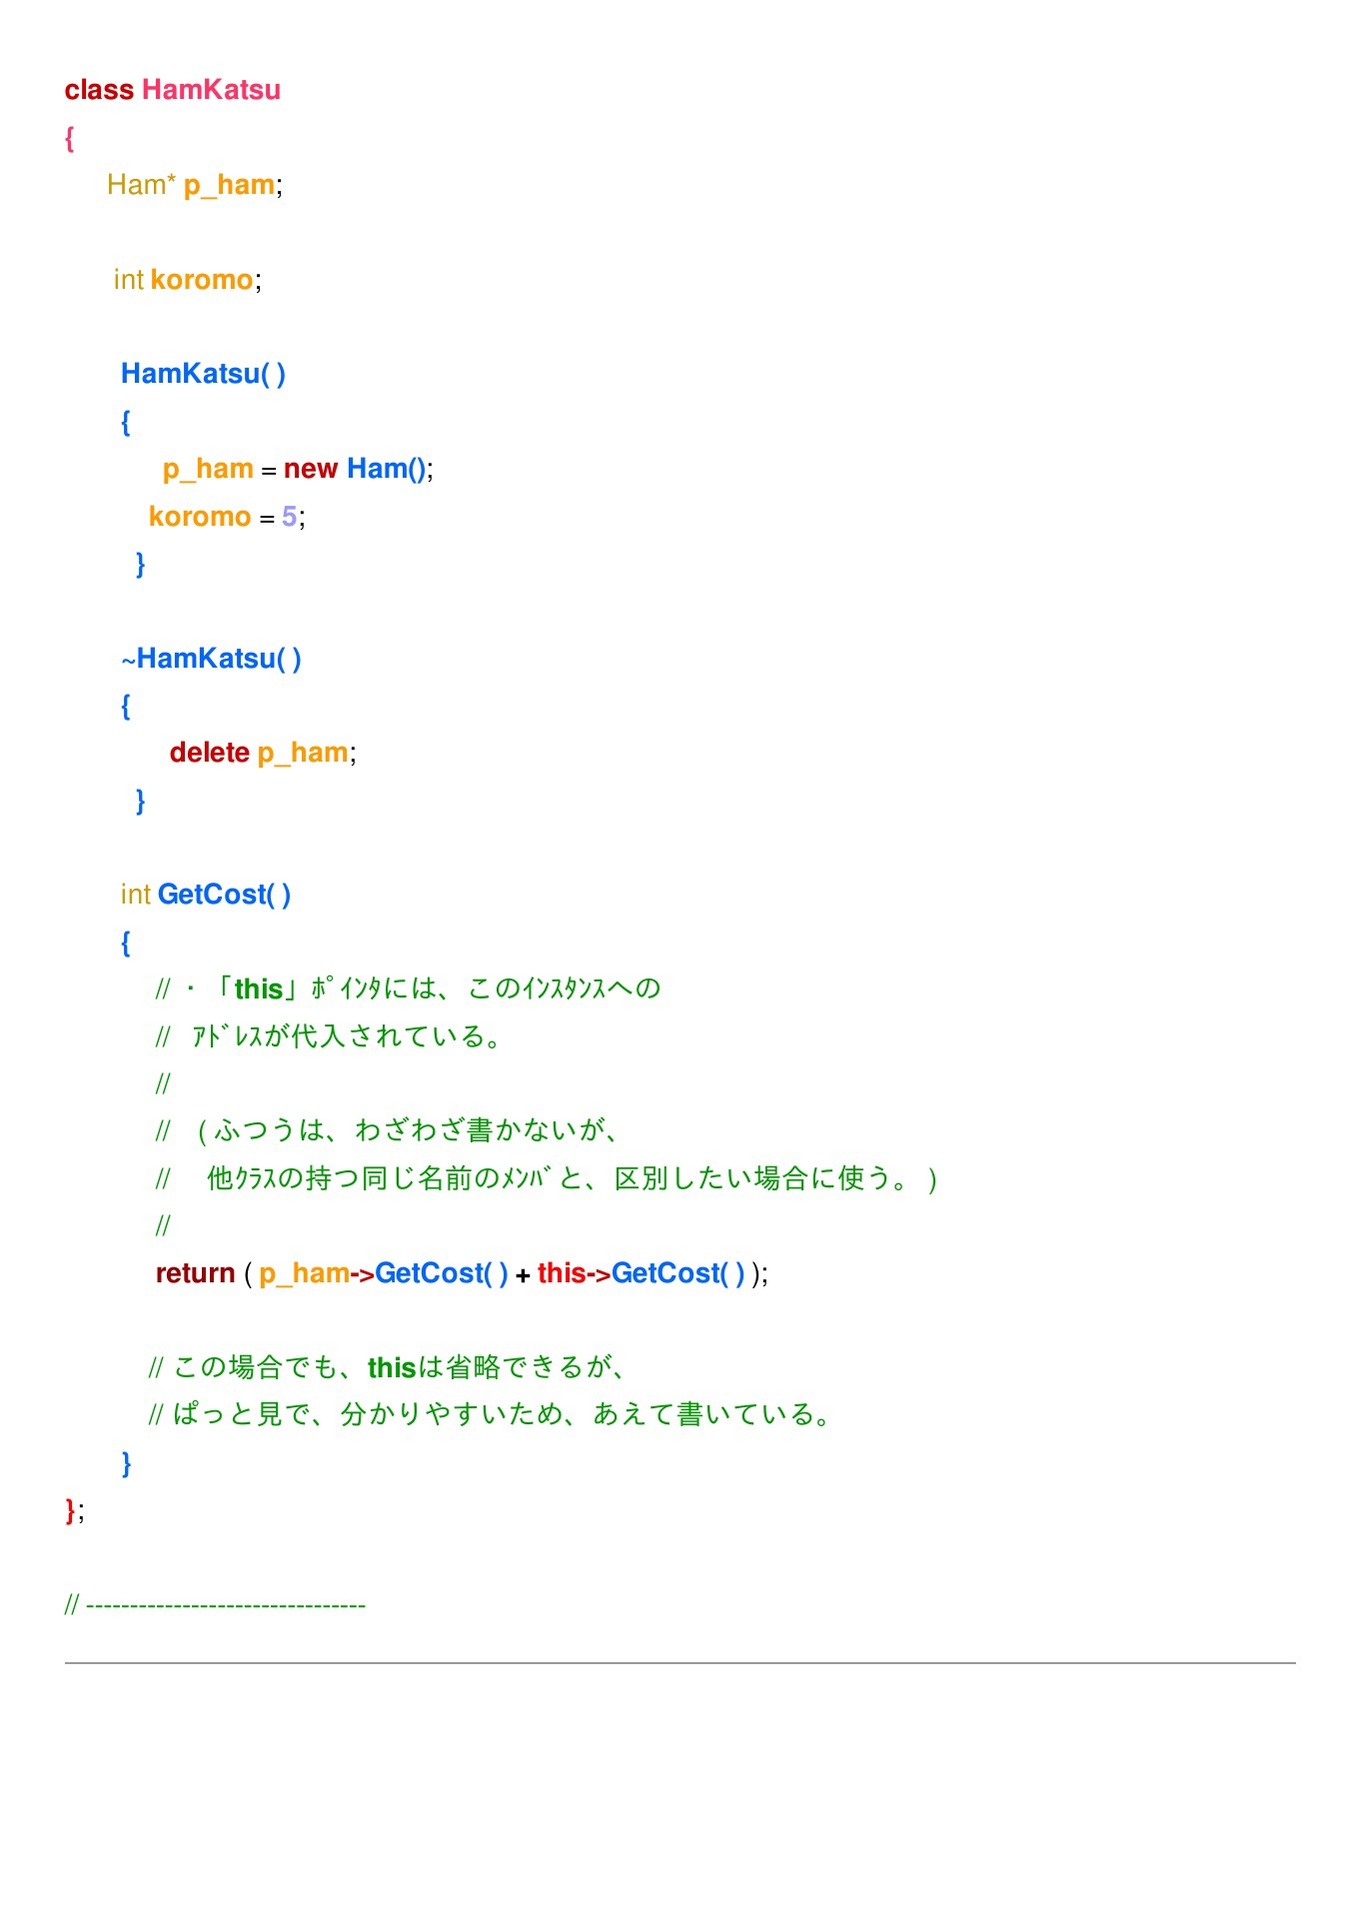 class HamKatsu
{
Ham* p_ham;
int koromo;
HamKatsu( )
{
p_ham = new Ham();
koromo = 5;
}
~HamKatsu( )
{
delete p_ham;
}
int GetCost( )
{
// ・「this」ﾎﾟｲﾝﾀには、このｲﾝｽﾀﾝｽへの
// ｱﾄﾞﾚｽが代入されている。
//
// ( ふつうは、わざわざ書かないが、
// 他ｸﾗｽの持つ同じ名前のﾒﾝﾊﾞと、区別したい場合に使う。 )
//
return ( p_ham->GetCost( ) + this->GetCost( ) );
// この場合でも、thisは省略できるが、
// ぱっと見で、分かりやすいため、あえて書いている。
}
};
// -------------------------------